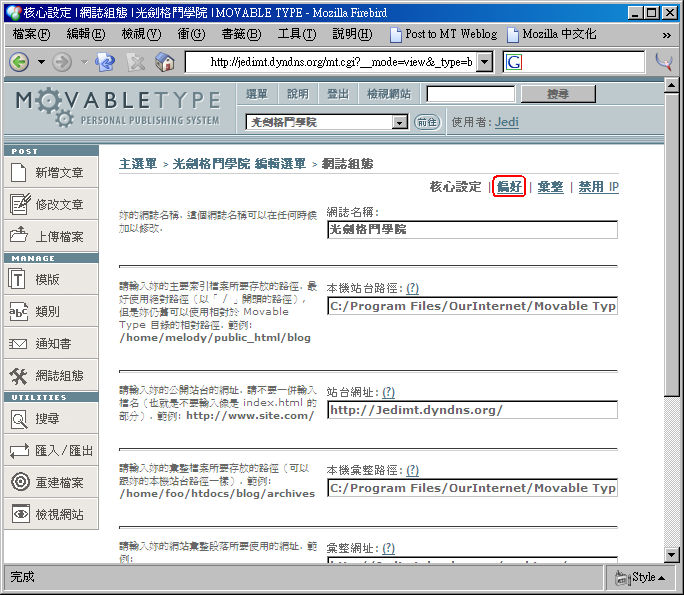 核心設定 | 網誌組態 | 光劍格鬥學院 | MOVABLE TYPE - Mozilla Firebird
檔案(F) 編輯(E) 檢視(V) 衝(G) 書籤(B) 工具(T) 說明(H) Post to MT Weblog Mozilla 中文化 »
http://jedimt.dyndns.org/mt.cgi?__mode=view&_type=b G
MOVABLETYPE
PERSONAL PUBLISHING SYSTEM
選單 說明 登出 檢視網站 搜尋
光劍格鬥學院 前往 使用者: Jedi
POST
新增文章
修改文章
上傳檔案
MANAGE
模版
類別
通知書
網誌組態
UTILITIES
搜尋
匯入/匯出
重建檔案
檢視網站
主選單 > 光劍格鬥學院 編輯選單 > 網誌組態
核心設定 | 偏好 | 彙整 | 禁用 IP
妳的網誌名稱，這個網誌名稱可以在任何時候
加以修改。
網誌名稱:
光劍格鬥學院
請輸入妳的主要索引檔案所要存放的路徑，最
好使用絕對路徑（以「 / 」開頭的路徑），
但是妳仍舊可以使用相對於 Movable
Type 目錄的相對路徑。範例:
/home/melody/public_html/blog
本機站台路徑: (?)
C:/Program Files/OurInternet/Movable Typ
請輸入妳的公開站台的網址，請不要一併輸入
檔名（也就是不要輸入像是 index.html 的
部分）。範例: http://www.site.com/
站台網址: (?)
http://Jedimt.dyndns.org/
請輸入妳的彙整檔案所要存放的路徑（可以
跟妳的本機站台路徑一樣），範例:
/home/foo/htdocs/blog/archives
本機彙整路徑: (?)
C:/Program Files/OurInternet/Movable Typ
請輸入妳的網站彙整段落所要使用的網址，範
例:
彙整網址: (?)
完成 Style